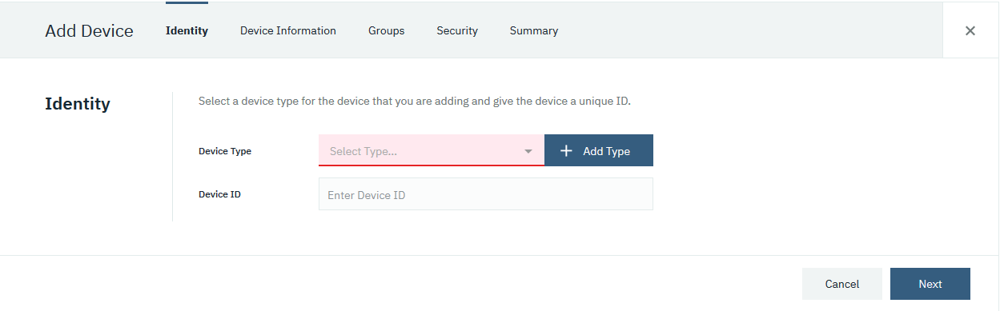 Add Device Identity Device Information Groups Security Summary ×
Identity
Select a device type for the device that you are adding and give the device a unique ID.
Device Type Select Type... + Add Type
Device ID Enter Device ID
Cancel Next